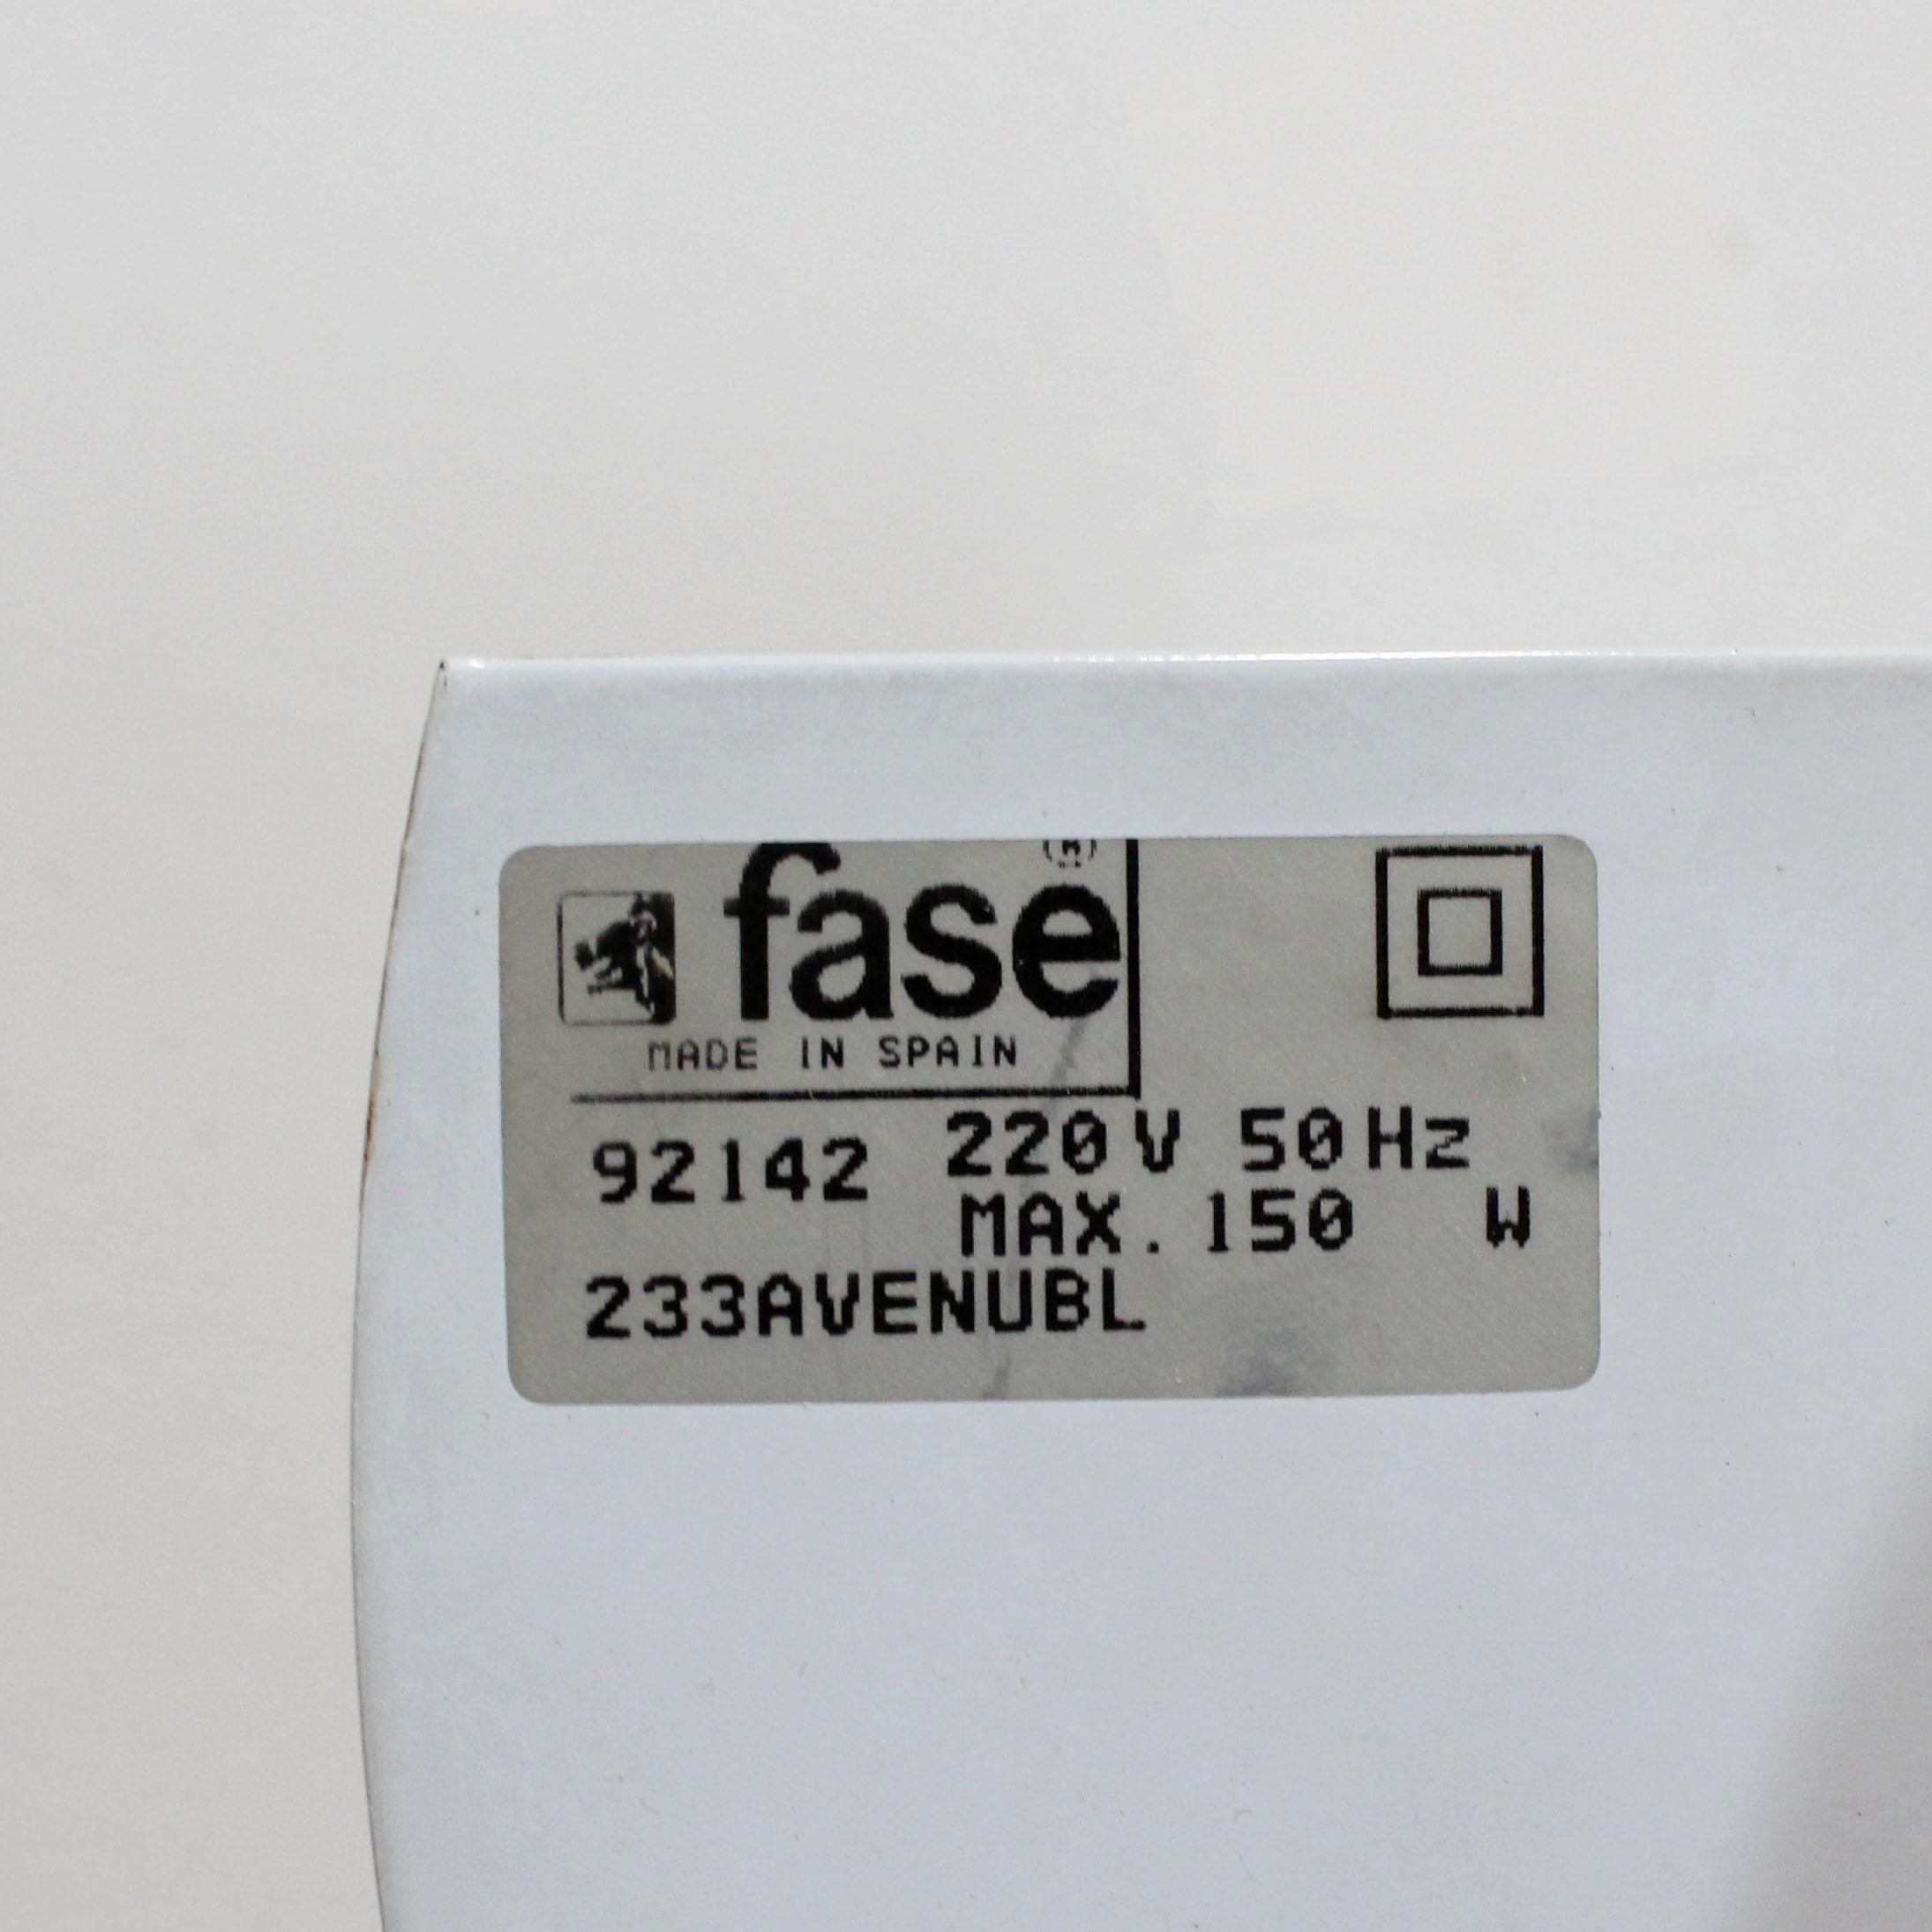 fase ®
MADE IN SPAIN
92142
220V 50Hz
MAX. 150 W
233AVENUBL